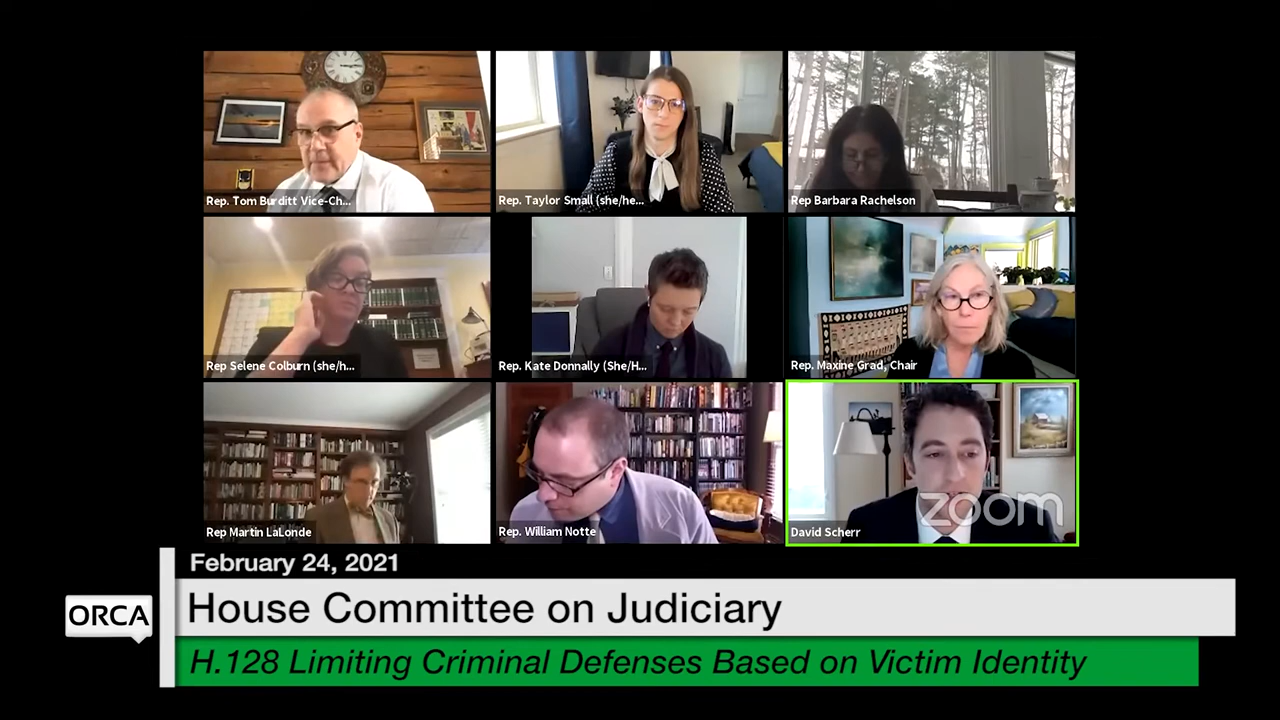 Rep. Tom Burditt Vice-Ch...
Rep. Taylor Small (she/he...
Rep Barbara Rachelson
Rep Selene Colburn (she/h...
Rep. Kate Donnally (She/H...
Rep. Maxine Grad, Chair
Rep Martin LaLonde
Rep. William Notte
David Scherr
zoom
February 24, 2021
ORCA
House Committee on Judiciary
H.128 Limiting Criminal Defenses Based on Victim Identity